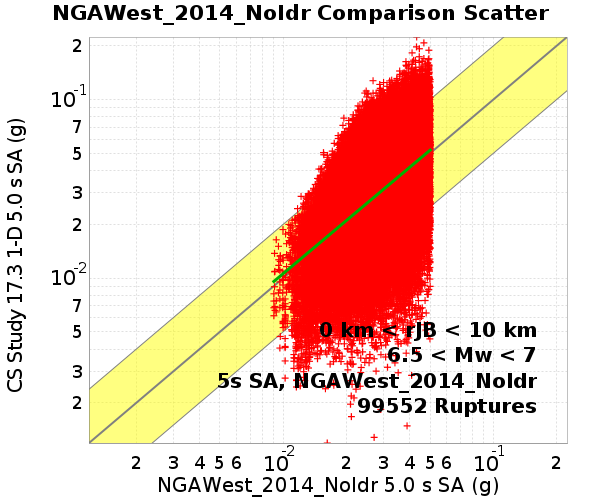 NGAWest_2014_NoIdr Comparison Scatter
CS Study 17.3 1-D 5.0 s SA (g)
2
10-1
7
5
3
2
10-2
7
5
3
2
0 km < rJB < 10 km
6.5 < Mw < 7
5s SA, NGAWest_2014_NoIdr
99552 Ruptures
2 3 4 5 6 10-2 2 3 4 5 6 10-1 2
NGAWest_2014_NoIdr 5.0 s SA (g)